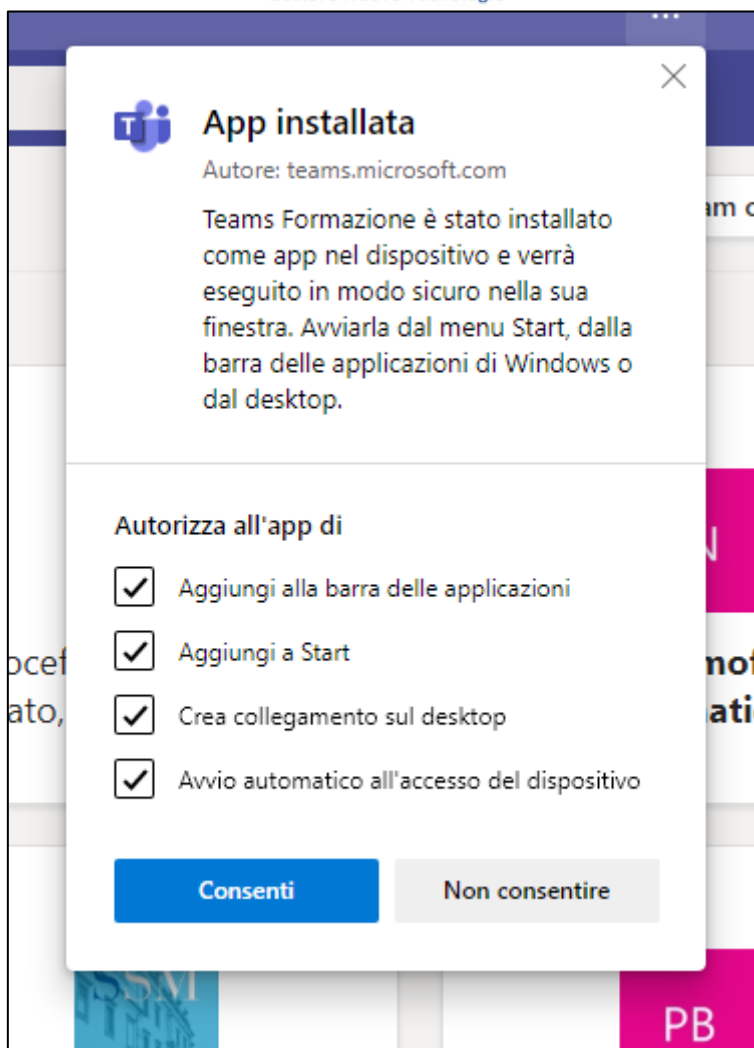 ...
App installata
Autore: teams.microsoft.com
Teams Formazione è stato installato
come app nel dispositivo e verrà
eseguito in modo sicuro nella sua
finestra. Avviarla dal menu Start, dalla
barra delle applicazioni di Windows o
dal desktop.
Autorizza all'app di
Aggiungi alla barra delle applicazioni
Aggiungi a Start
Crea collegamento sul desktop
Avvio automatico all'accesso del dispositivo
Consenti
Non consentire
ato,
SSM
PB